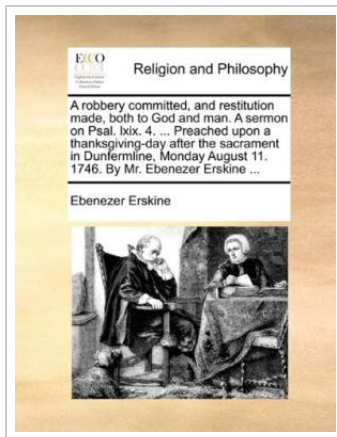 ECCO
Religion and Philosophy
A robbery committed, and restitution
made, both to God and man. A sermon
on Psal. lxix. 4. ... Preached upon a
thanksgiving-day after the sacrament
in Dunfermline, Monday August 11.
1746. By Mr. Ebenezer Erskine ...
Ebenezer Erskine